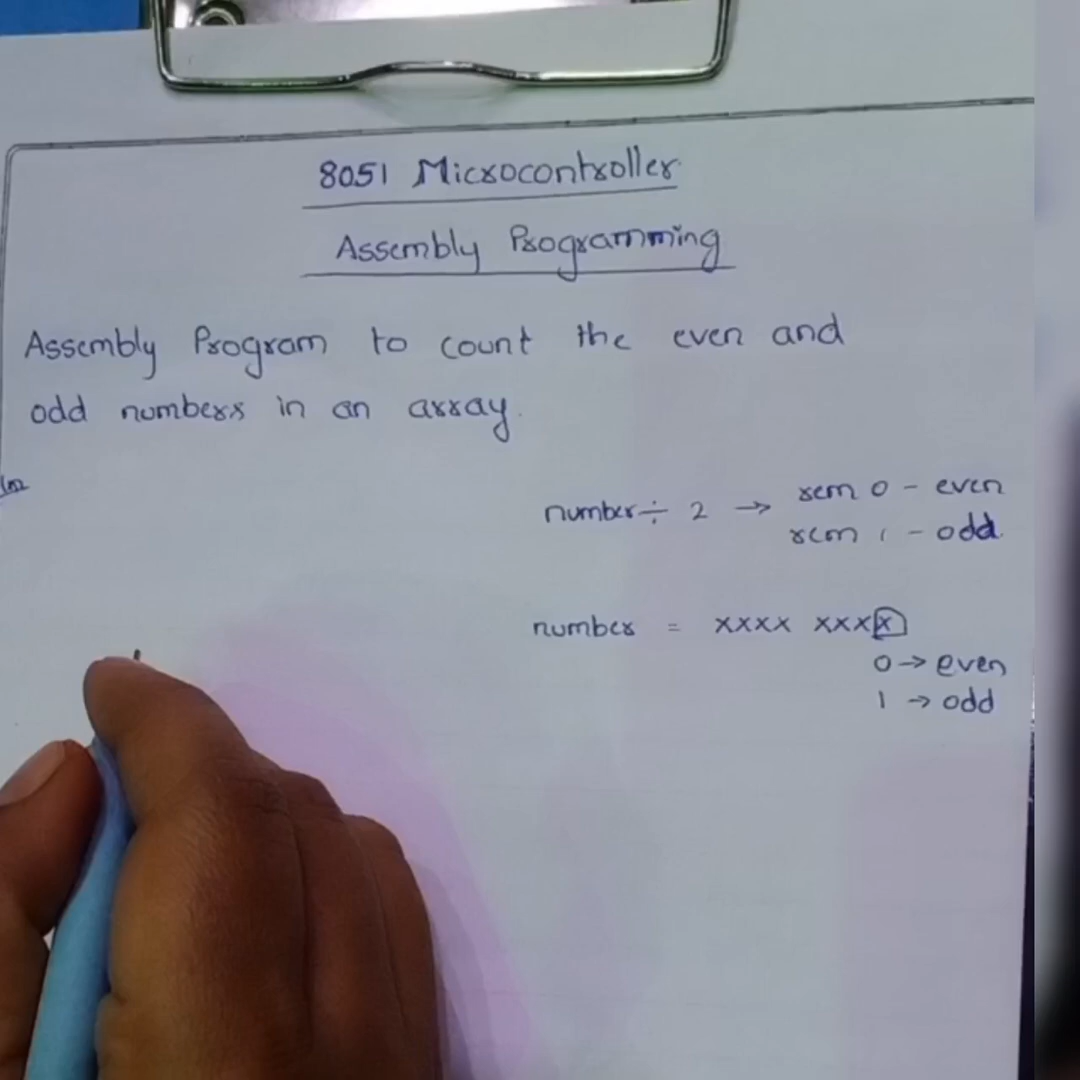 8051 Microcontroller
Assembly Programming
Assembly Program to count the even and
odd numbers in an array.
number ÷ 2 → rem 0 - even
rem 1 - odd.
number = xxxx xxxx
0 → even
1 → odd